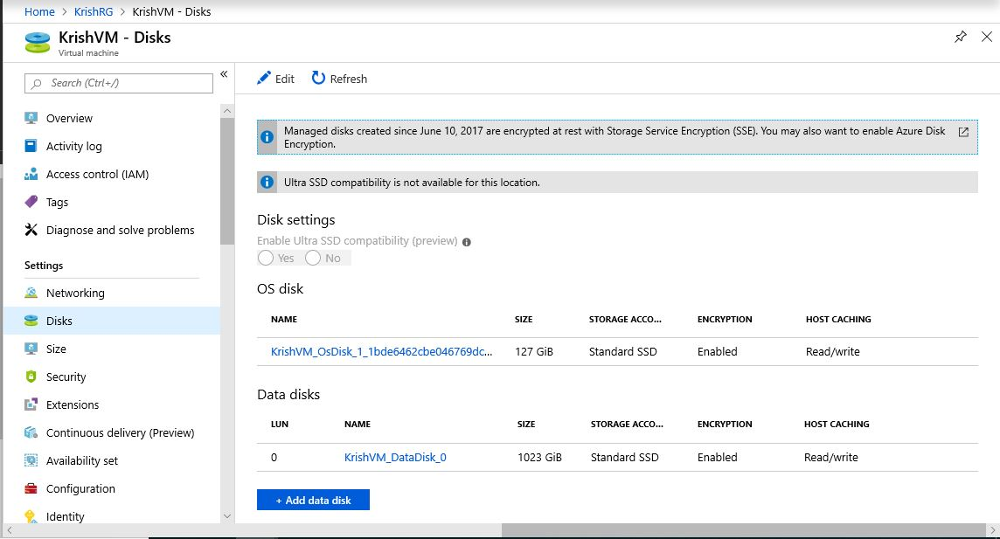 Home > KrishRG > KrishVM - Disks
KrishVM - Disks
Virtual machine
Search (Ctrl+/)
«
Overview
Activity log
Access control (IAM)
Tags
Diagnose and solve problems
Settings
Networking
Disks
Size
Security
Extensions
Continuous delivery (Preview)
Availability set
Configuration
Identity
Edit Refresh
Managed disks created since June 10, 2017 are encrypted at rest with Storage Service Encryption (SSE). You may also want to enable Azure Disk
Encryption.
Ultra SSD compatibility is not available for this location.
Disk settings
Enable Ultra SSD compatibility (preview)
Yes No
OS disk
NAME SIZE STORAGE ACCO... ENCRYPTION HOST CACHING
KrishVM_OsDisk_1_1bde6462cbe046769dc... 127 GiB Standard SSD Enabled Read/write
Data disks
LUN NAME SIZE STORAGE ACCO... ENCRYPTION HOST CACHING
0 KrishVM_DataDisk_0 1023 GiB Standard SSD Enabled Read/write
+ Add data disk